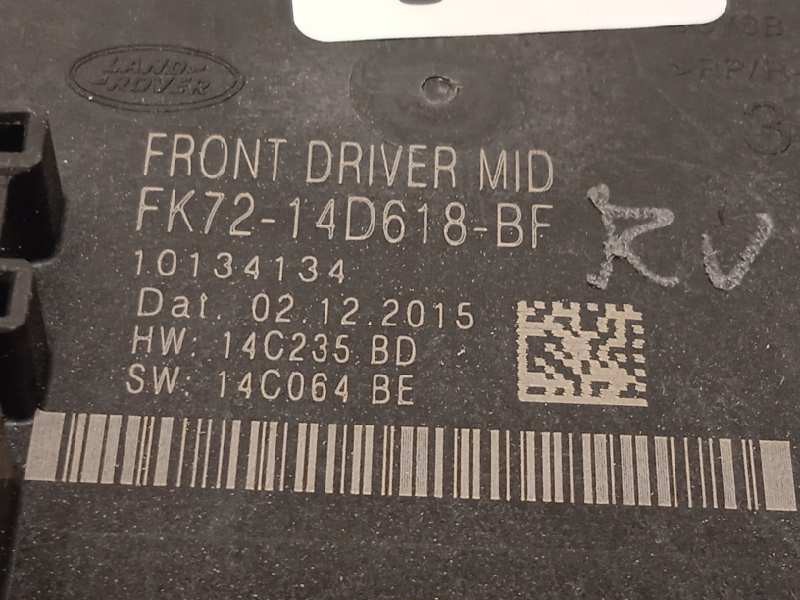 LAND-
-ROVER
FRONT DRIVER MID
FK72-14D618-BF
RV
10134134
Dat. 02.12.2015
HW: 14C235 BD
SW: 14C064 BE
3